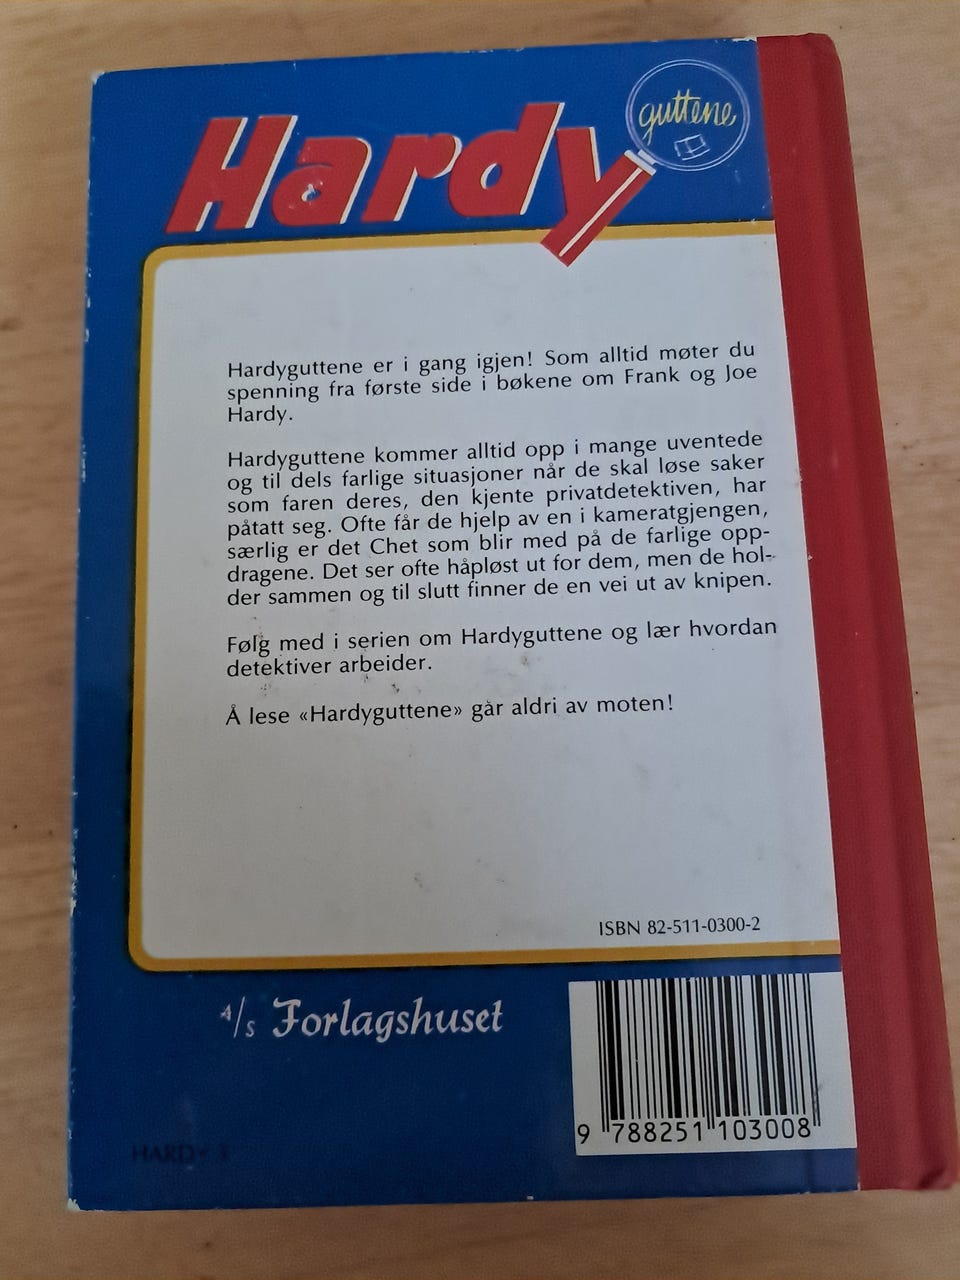 Hardy
guttene
Hardyguttene er i gang igjen! Som alltid møter du
spenning fra første side i bøkene om Frank og Joe
Hardy.
Hardyguttene kommer alltid opp i mange uventede
og til dels farlige situasjoner når de skal løse saker
som faren deres, den kjente privatdetektiven, har
påtatt seg. Ofte får de hjelp av en i kameratgjengen,
særlig er det Chet som blir med på de farlige opp-
dragene. Det ser ofte håpløst ut for dem, men de hol-
der sammen og til slutt finner de en vei ut av knipen.
Følg med i serien om Hardyguttene og lær hvordan
detektiver arbeider.
Å lese «Hardyguttene» går aldri av moten!
ISBN 82-511-0300-2
A/S Forlagshuset
9 788251 103008
HARDY